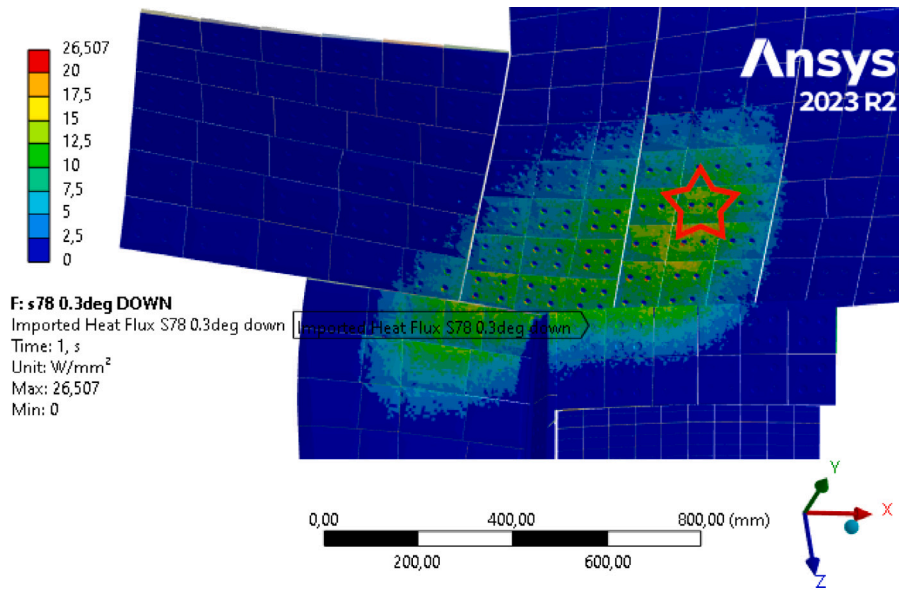 26,507
20
17,5
15
12,5
10
7,5
5
2,5
0
Ansys
2023 R2
F: s78 0.3deg DOWN
Imported Heat Flux S78 0.3deg down
Time: 1, s
Unit: W/mm²
Max: 26,507
Min: 0
Imported Heat Flux S78 0.3deg down
0,00
400,00
800,00 (mm)
200,00
600,00
Y
X
Z